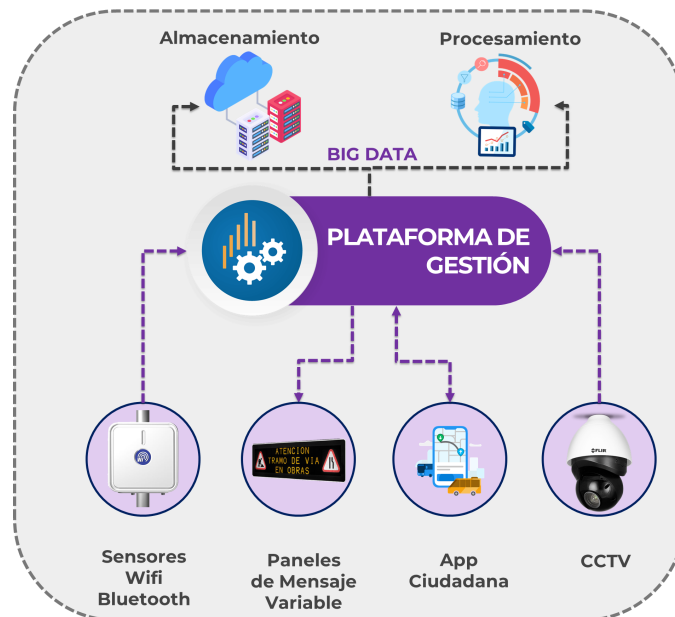 Almacenamiento
Procesamiento
BIG DATA
PLATAFORMA DE
GESTIÓN
ATENCION
TRAMO DE VIA
EN OBRAS
FLIR
Sensores
Wifi
Bluetooth
Paneles
de Mensaje
Variable
App
Ciudadana
CCTV